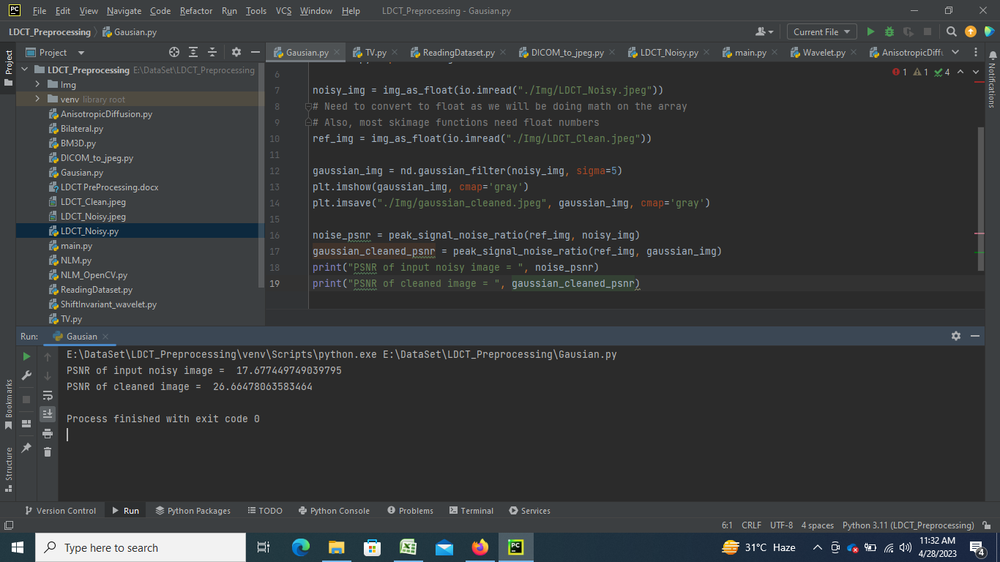 PC File Edit View Navigate Code Refactor Run Tools VCS Window Help LDCT_Preprocessing - Gausian.py
LDCT_Preprocessing Gausian.py Current File
Project
Project
Gausian.py TV.py ReadingDataset.py DICOM_to_jpeg.py LDCT_Noisy.py main.py Wavelet.py AnisotropicDiffu
Notifications
LDCT_Preprocessing E:\DataSet\LDCT_Preprocessing
Img
venv library root
AnisotropicDiffusion.py
Bilateral.py
BM3D.py
DICOM_to_jpeg.py
Gausian.py
LDCT PreProcessing.docx
LDCT_Clean.jpeg
LDCT_Noisy.jpeg
LDCT_Noisy.py
main.py
NLM.py
NLM_OpenCV.py
ReadingDataset.py
ShiftInvariant_wavelet.py
TV.py
1 1 4
6
7 noisy_img = img_as_float(io.imread("./Img/LDCT_Noisy.jpeg"))
8 # Need to convert to float as we will be doing math on the array
9 # Also, most skimage functions need float numbers
10 ref_img = img_as_float(io.imread("./Img/LDCT_Clean.jpeg"))
11
12 gaussian_img = nd.gaussian_filter(noisy_img, sigma=5)
13 plt.imshow(gaussian_img, cmap='gray')
14 plt.imsave("./Img/gaussian_cleaned.jpeg", gaussian_img, cmap='gray')
15
16 noise_psnr = peak_signal_noise_ratio(ref_img, noisy_img)
17 gaussian_cleaned_psnr = peak_signal_noise_ratio(ref_img, gaussian_img)
18 print("PSNR of input noisy image = ", noise_psnr)
19 print("PSNR of cleaned image = ", gaussian_cleaned_psnr)
Run: Gausian
E:\DataSet\LDCT_Preprocessing\venv\Scripts\python.exe E:\DataSet\LDCT_Preprocessing\Gausian.py
PSNR of input noisy image =  17.677449749039795
PSNR of cleaned image =  26.66478063583464
Process finished with exit code 0
Bookmarks
Structure
Version Control Run Python Packages TODO Python Console Problems Terminal Services
6:1 CRLF UTF-8 4 spaces Python 3.11 (LDCT_Preprocessing)
Type here to search PC 31°C Haze 11:32 AM
4/28/2023 4